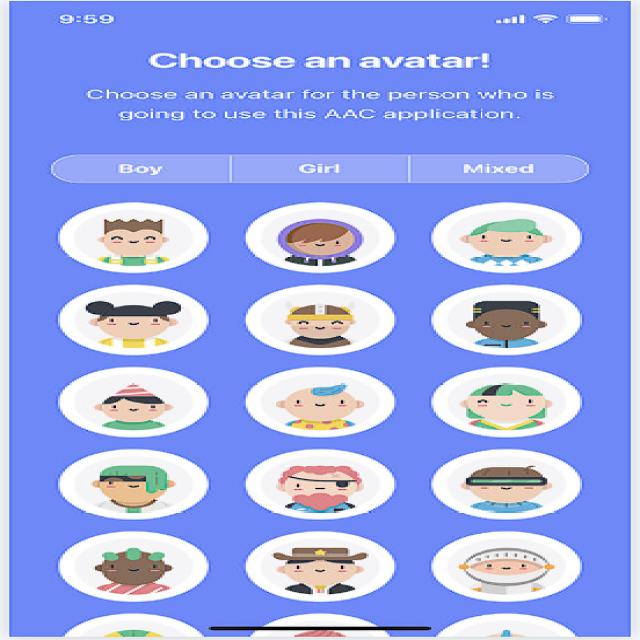 9:59
Choose an avatar!
Choose an avatar for the person who is
going to use this AAC application.
Boy Girl Mixed